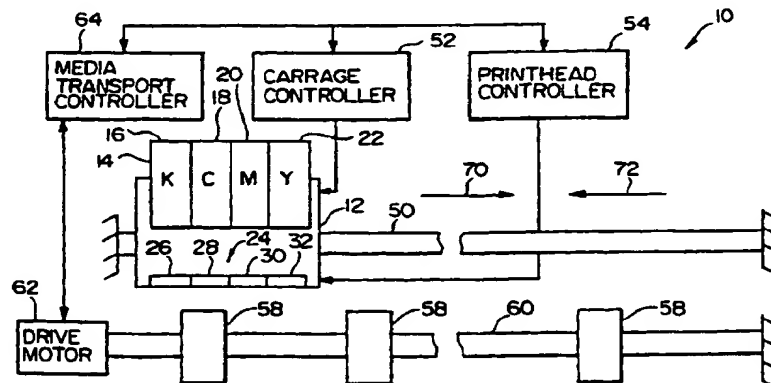 64
52
54
10
MEDIA
TRANSPORT
CONTROLLER
CARRAGE
CONTROLLER
PRINTHEAD
CONTROLLER
20
18
16
22
14
K C M Y
70
72
12
50
26 28 24 30 32
62
58
58
60
58
DRIVE
MOTOR